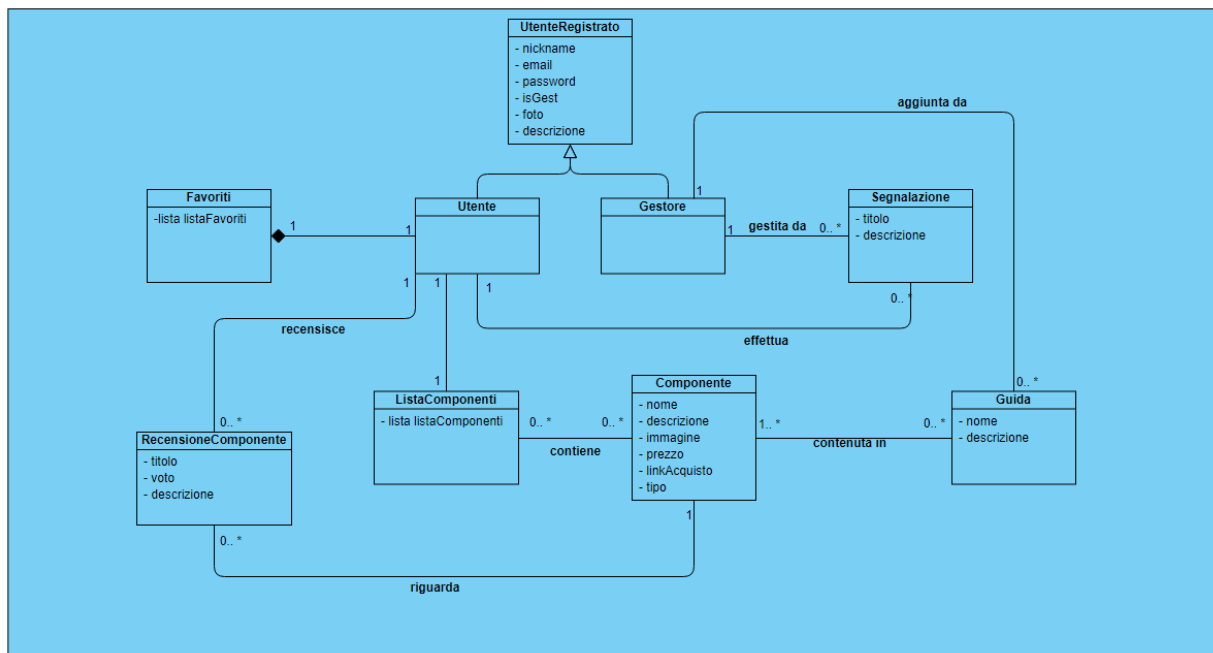 UtenteRegistrato
- nickname
- email
- password
- isGest
- foto
- descrizione
aggiunta da
Favoriti
-lista listaFavoriti
1
1
Utente
Gestore
1
1
gestita da
0.. *
Segnalazione
- titolo
- descrizione
1
1
1
0.. *
recensisce
effettua
1
0.. *
ListaComponenti
- lista listaComponenti
0.. *
contiene
0.. *
Componente
- nome
- descrizione
- immagine
- prezzo
- linkAcquisto
- tipo
1.. *
contenuta in
0.. *
0.. *
Guida
- nome
- descrizione
RecensioneComponente
- titolo
- voto
- descrizione
0.. *
1
riguarda